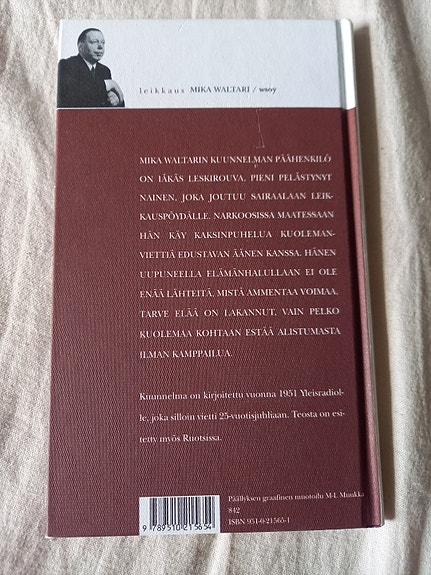 leikkaus MIKA WALTARI / wsoy
MIKA WALTARIN KUUNNELMAN PÄÄHENKILÖ
ON IÄKÄS LESKIROUVA, PIENI PELÄSTYNYT
NAINEN, JOKA JOUTUU SAIRAALAAN LEIK-
KAUSPÖYDÄLLE. NARKOOSISSA MAATESSAAN
HÄN KÄY KAKSINPUHELUA KUOLEMAN-
VIETTIÄ EDUSTAVAN ÄÄNEN KANSSA. HÄNEN
UUPUNEELLA ELÄMÄNHALULLAAN EI OLE
ENÄÄ LÄHTEITÄ, MISTÄ AMMENTAA VOIMAA.
TARVE ELÄÄ ON LAKANNUT, VAIN PELKO
KUOLEMAA KOHTAAN ESTÄÄ ALISTUMASTA
ILMAN KAMPPAILUA.
Kuunnelma on kirjoitettu vuonna 1951 Yleisradiol-
le, joka silloin vietti 25-vuotisjuhliaan. Teosta on esi-
tetty myös Ruotsissa.
Päällyksen graafinen muotoilu M-L Muukka
842
ISBN 951-0-21565-1
9 789510 215654